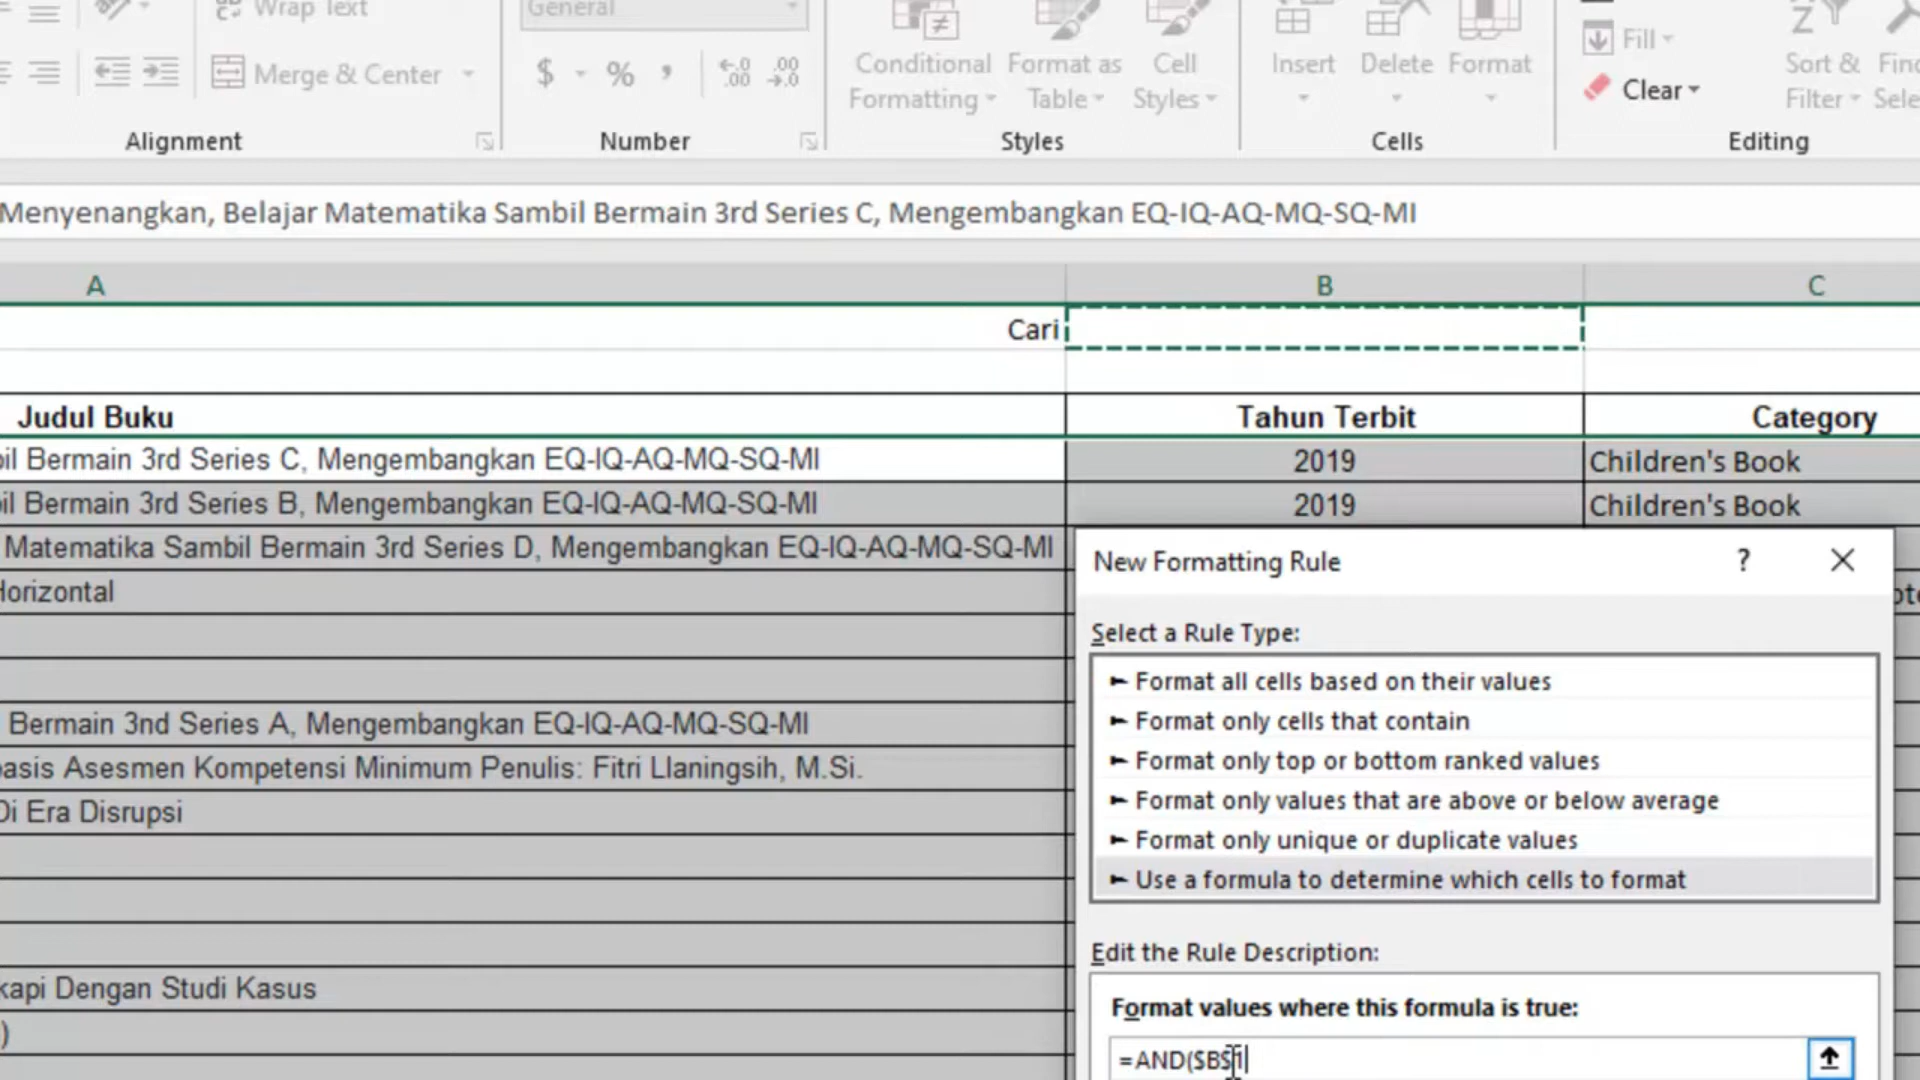 Wrap Text
General
Merge & Center
$ % ,
←.0 .00
.00 →.0
Conditional Formatting
Format as Table
Cell Styles
Insert
Delete
Format
Fill
Clear
Sort & Filter
Alignment
Number
Styles
Cells
Editing
Menyenangkan, Belajar Matematika Sambil Bermain 3rd Series C, Mengembangkan EQ-IQ-AQ-MQ-SQ-MI
A B C
Cari
Judul Buku Tahun Terbit Category
Bermain 3rd Series C, Mengembangkan EQ-IQ-AQ-MQ-SQ-MI 2019 Children's Book
Bermain 3rd Series B, Mengembangkan EQ-IQ-AQ-MQ-SQ-MI 2019 Children's Book
Matematika Sambil Bermain 3rd Series D, Mengembangkan EQ-IQ-AQ-MQ-SQ-MI
Horizontal
Bermain 3nd Series A, Mengembangkan EQ-IQ-AQ-MQ-SQ-MI
Asesmen Kompetensi Minimum Penulis: Fitri Llaningsih, M.Si.
Di Era Disrupsi
Dengan Studi Kasus
)
New Formatting Rule ?
Select a Rule Type:
► Format all cells based on their values
► Format only cells that contain
► Format only top or bottom ranked values
► Format only values that are above or below average
► Format only unique or duplicate values
► Use a formula to determine which cells to format
Edit the Rule Description:
Format values where this formula is true:
=AND($B$1